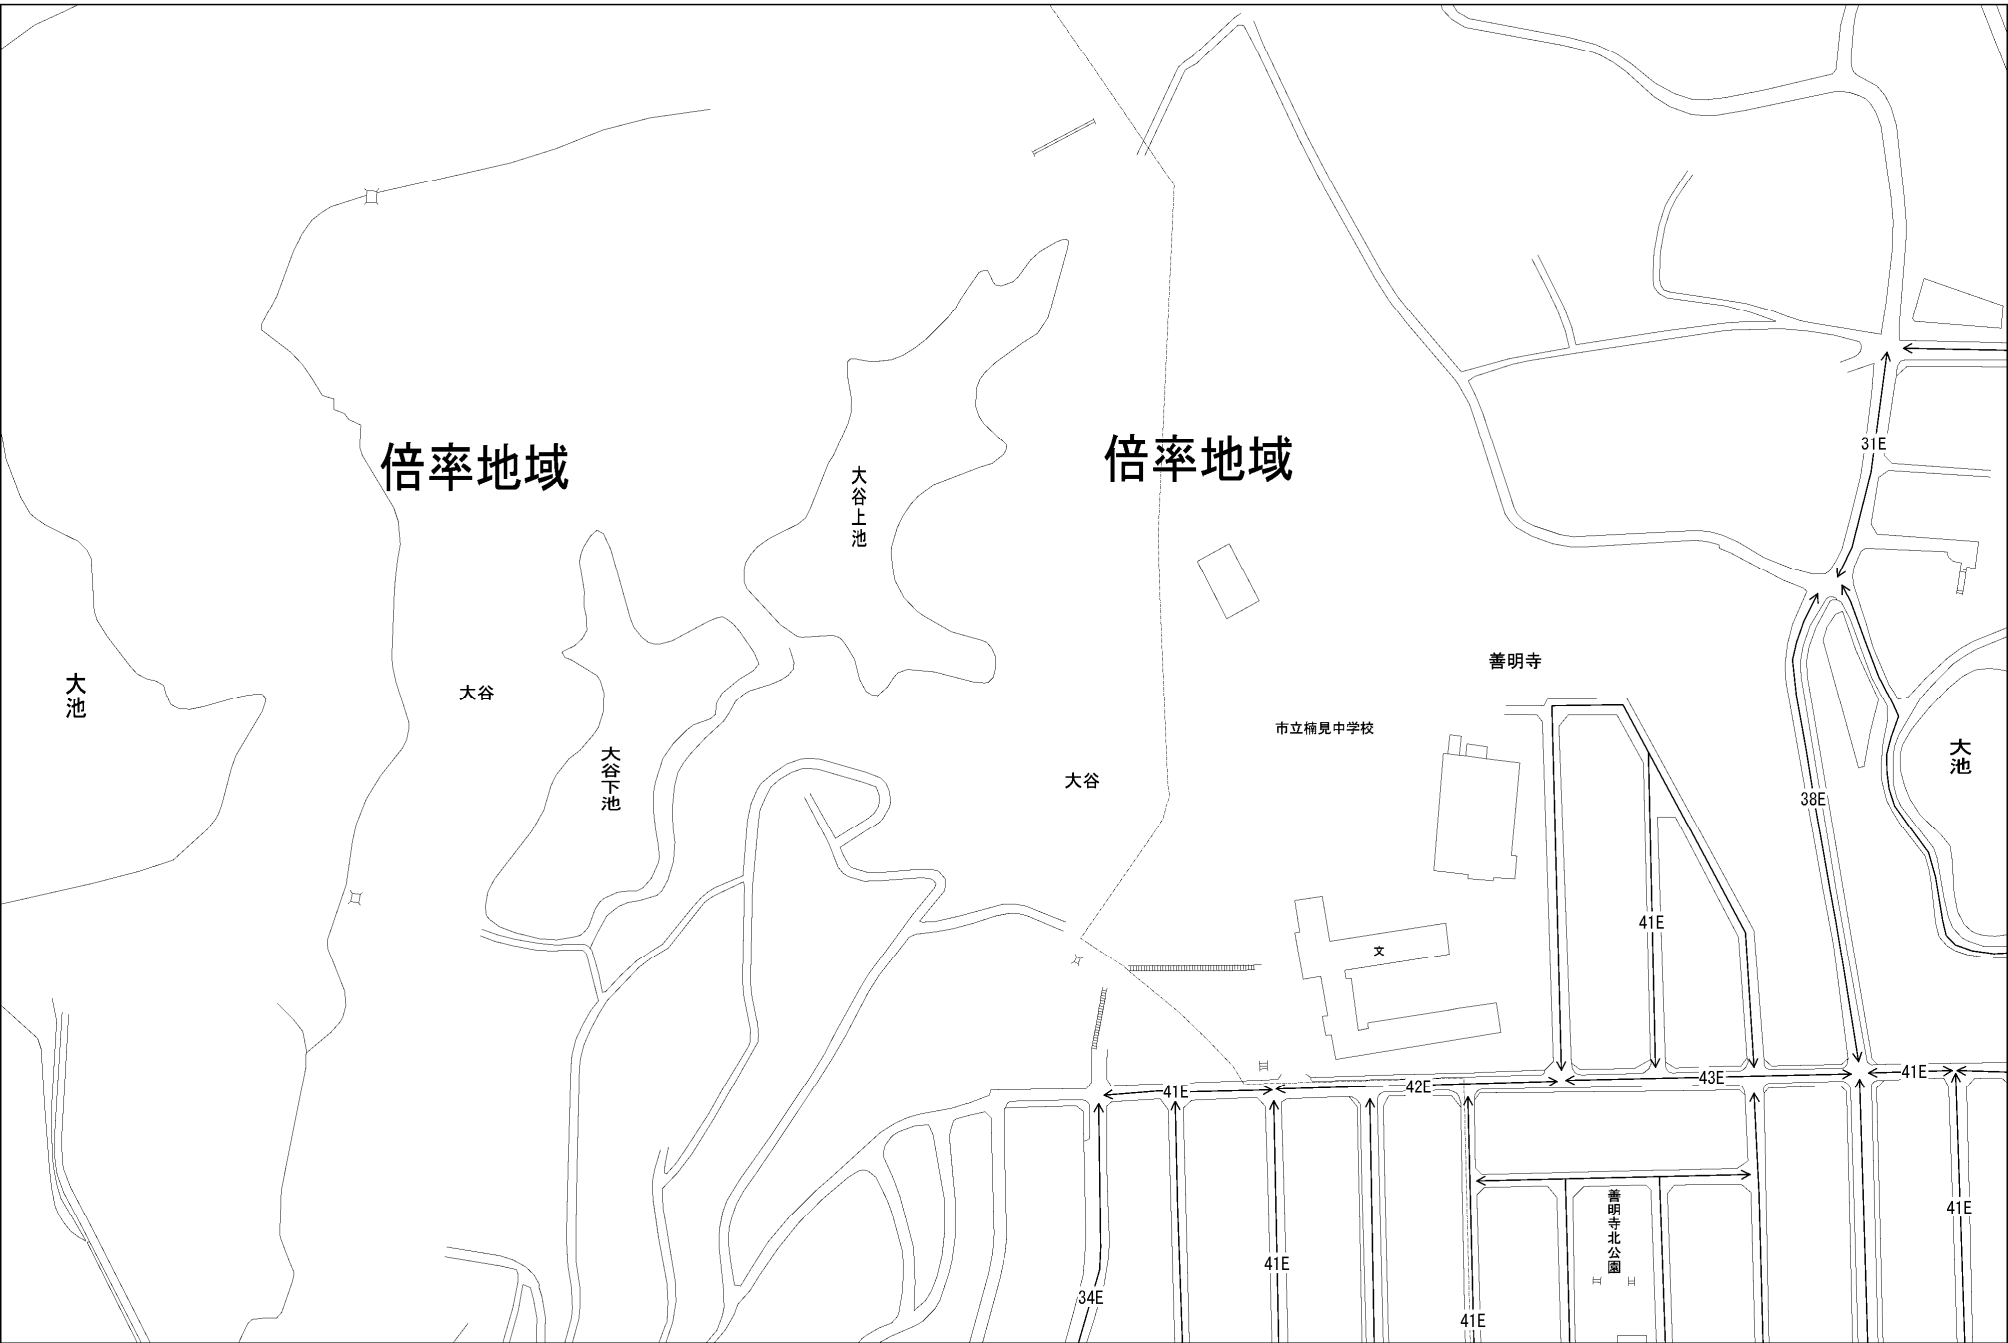 倍率地域
倍率地域
31E
大谷上池
善明寺
大池
大谷
市立楠見中学校
大池
大谷下池
大谷
38E
41E
文
41E
42E
43E
41E
41E
善明寺北公園
41E
34E
41E